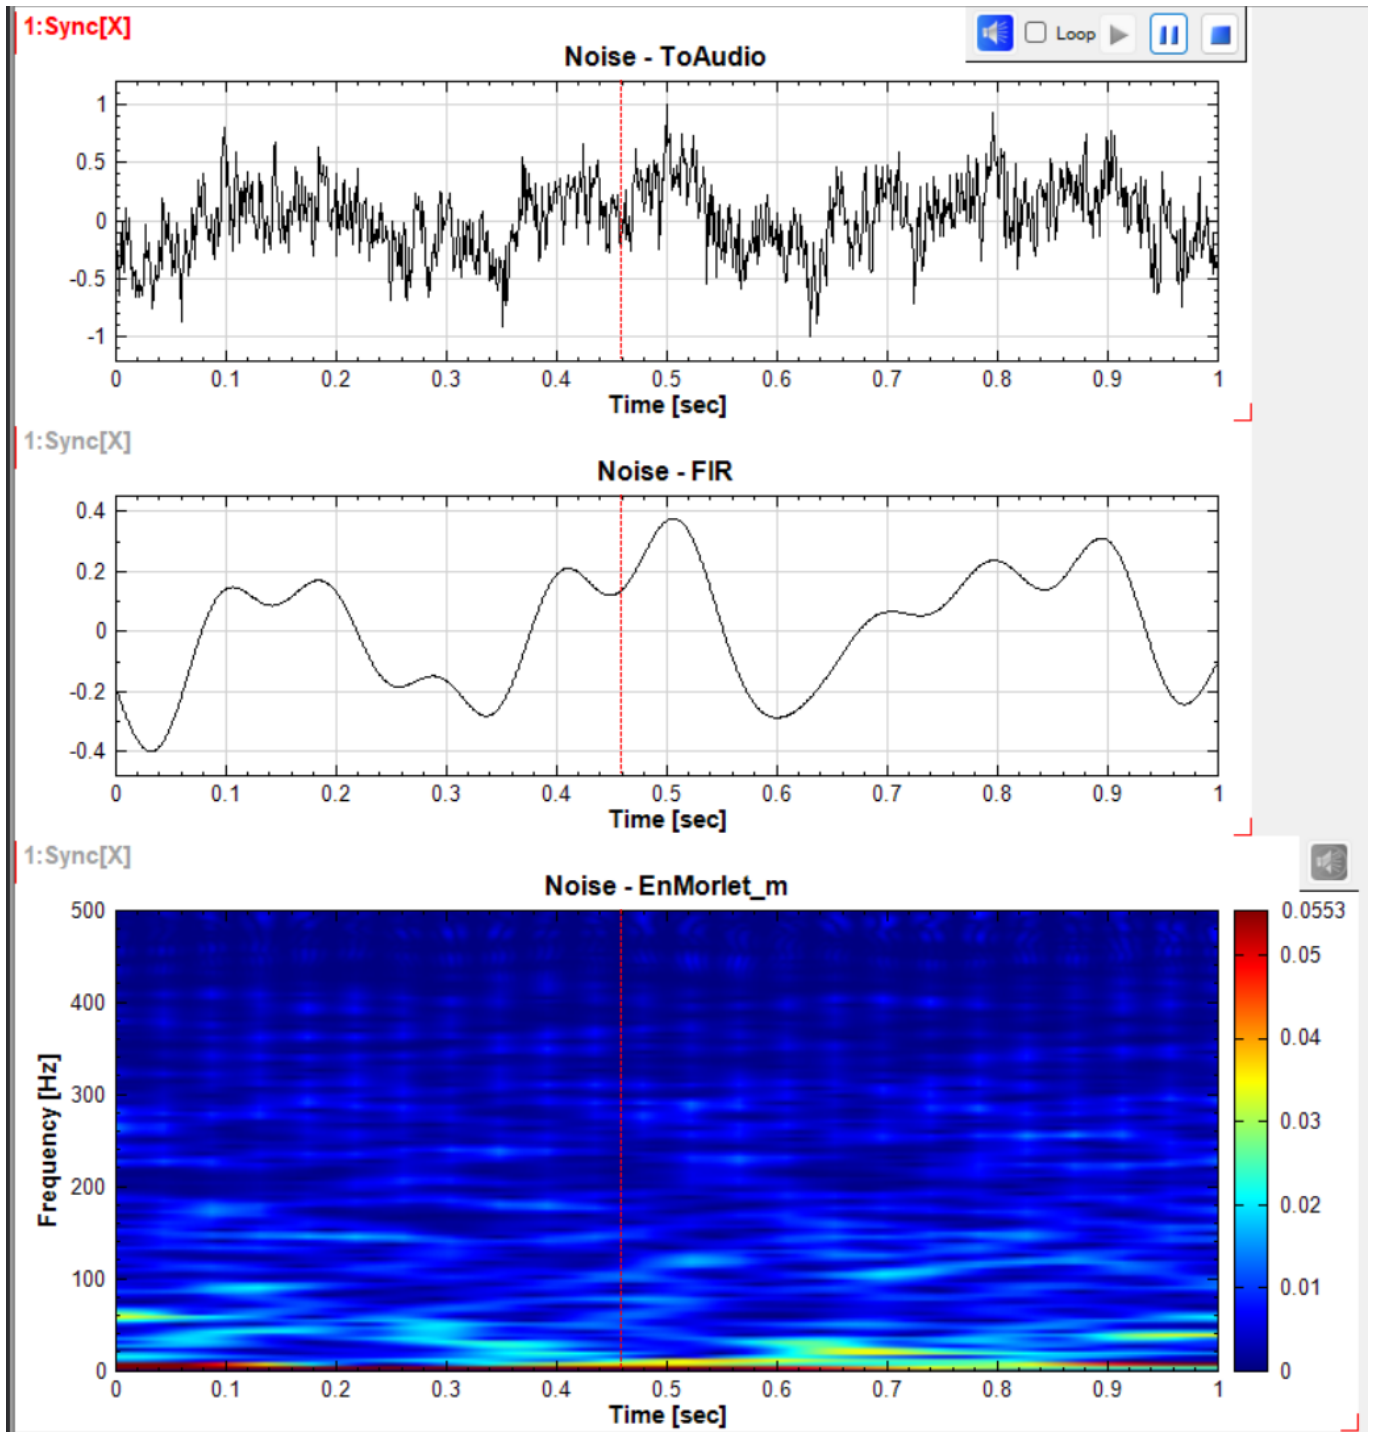 1:Sync[X]
Loop
Noise - ToAudio
1
0.5
0
-0.5
-1
0 0.1 0.2 0.3 0.4 0.5 0.6 0.7 0.8 0.9 1
Time [sec]
1:Sync[X]
Noise - FIR
0.4
0.2
0
-0.2
-0.4
0 0.1 0.2 0.3 0.4 0.5 0.6 0.7 0.8 0.9 1
Time [sec]
1:Sync[X]
Noise - EnMorlet_m
500
400
300
200
100
0
Frequency [Hz]
0.0553
0.05
0.04
0.03
0.02
0.01
0
0 0.1 0.2 0.3 0.4 0.5 0.6 0.7 0.8 0.9 1
Time [sec]